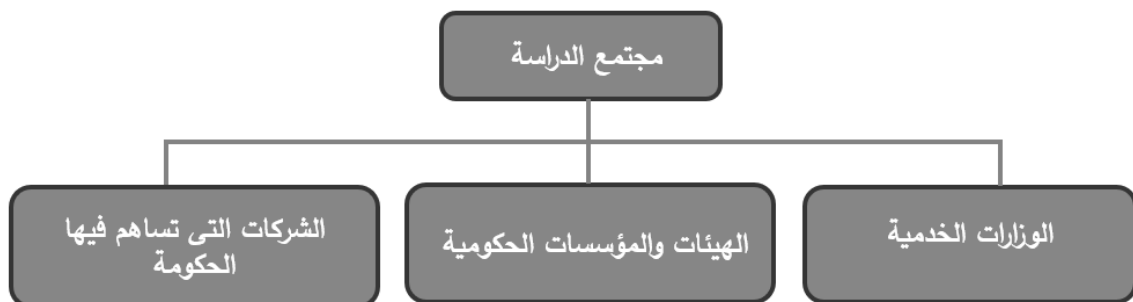 مجتمع الدراسة
الوزارات الخدمية
الهيئات والمؤسسات الحكومية
الشركات التى تساهم فيها
الحكومة